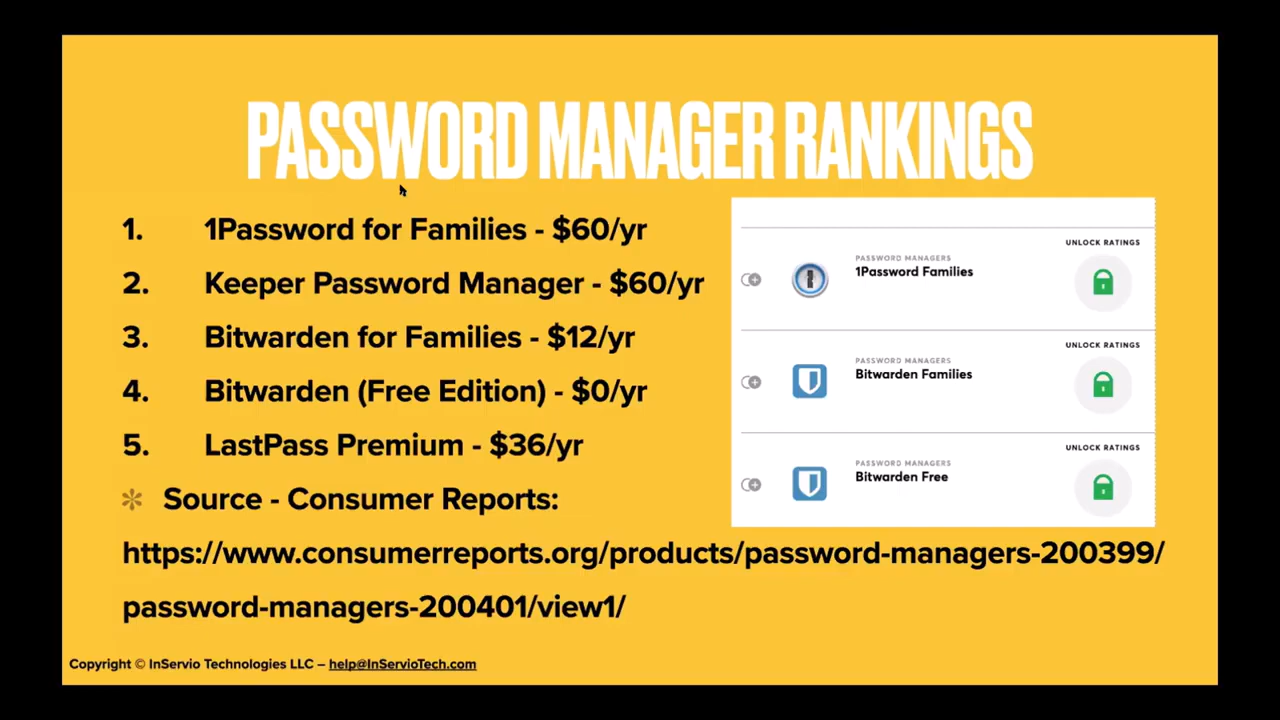 PASSWORD MANAGER RANKINGS
1. 1Password for Families - $60/yr
2. Keeper Password Manager - $60/yr
3. Bitwarden for Families - $12/yr
4. Bitwarden (Free Edition) - $0/yr
5. LastPass Premium - $36/yr
* Source - Consumer Reports:
https://www.consumerreports.org/products/password-managers-200399/
password-managers-200401/view1/
UNLOCK RATINGS
PASSWORD MANAGERS
1Password Families
UNLOCK RATINGS
PASSWORD MANAGERS
Bitwarden Families
UNLOCK RATINGS
PASSWORD MANAGERS
Bitwarden Free
Copyright © InServio Technologies LLC – help@InServioTech.com